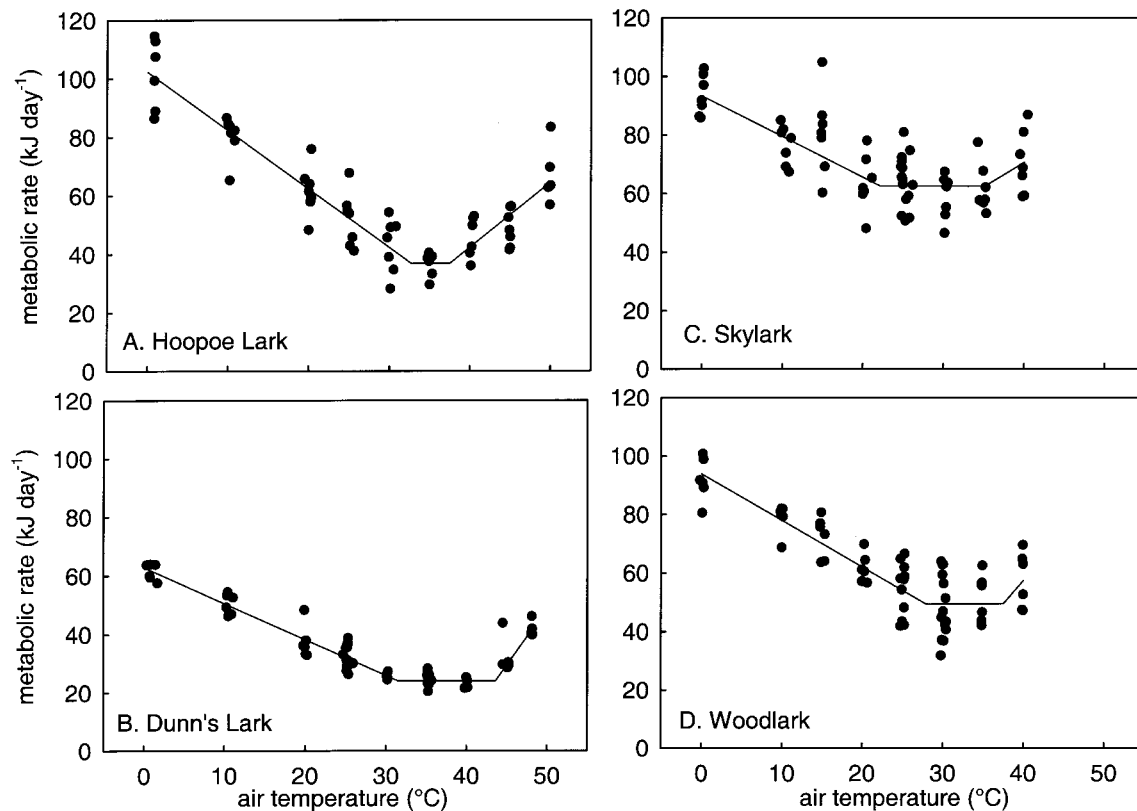 metabolic rate (kJ day⁻¹)
120
100
80
60
40
20
0
A. Hoopoe Lark
120
100
80
60
40
20
0
C. Skylark
metabolic rate (kJ day⁻¹)
120
100
80
60
40
20
0
B. Dunn's Lark
0 10 20 30 40 50
air temperature (°C)
120
100
80
60
40
20
0
D. Woodlark
0 10 20 30 40 50
air temperature (°C)